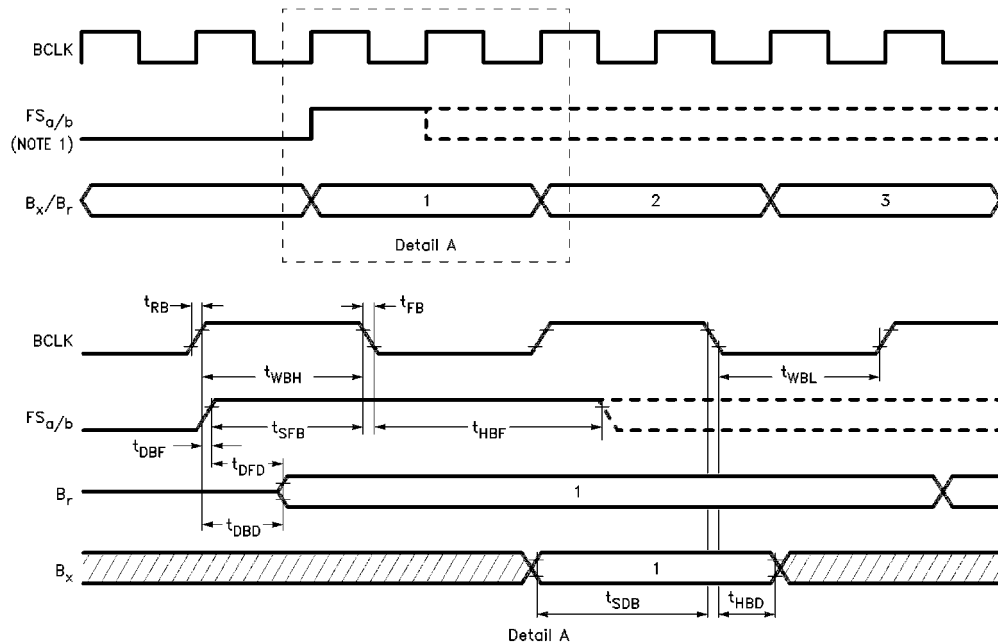 BCLK
FSa/b
(NOTE 1)
Bx/Br
1
2
3
Detail A
tRB
tFB
BCLK
tWBH
tWBL
FSa/b
tSFB
tHBF
tDBF
tDFD
Br
1
tDBD
Bx
1
tSDB
tHBD
Detail A